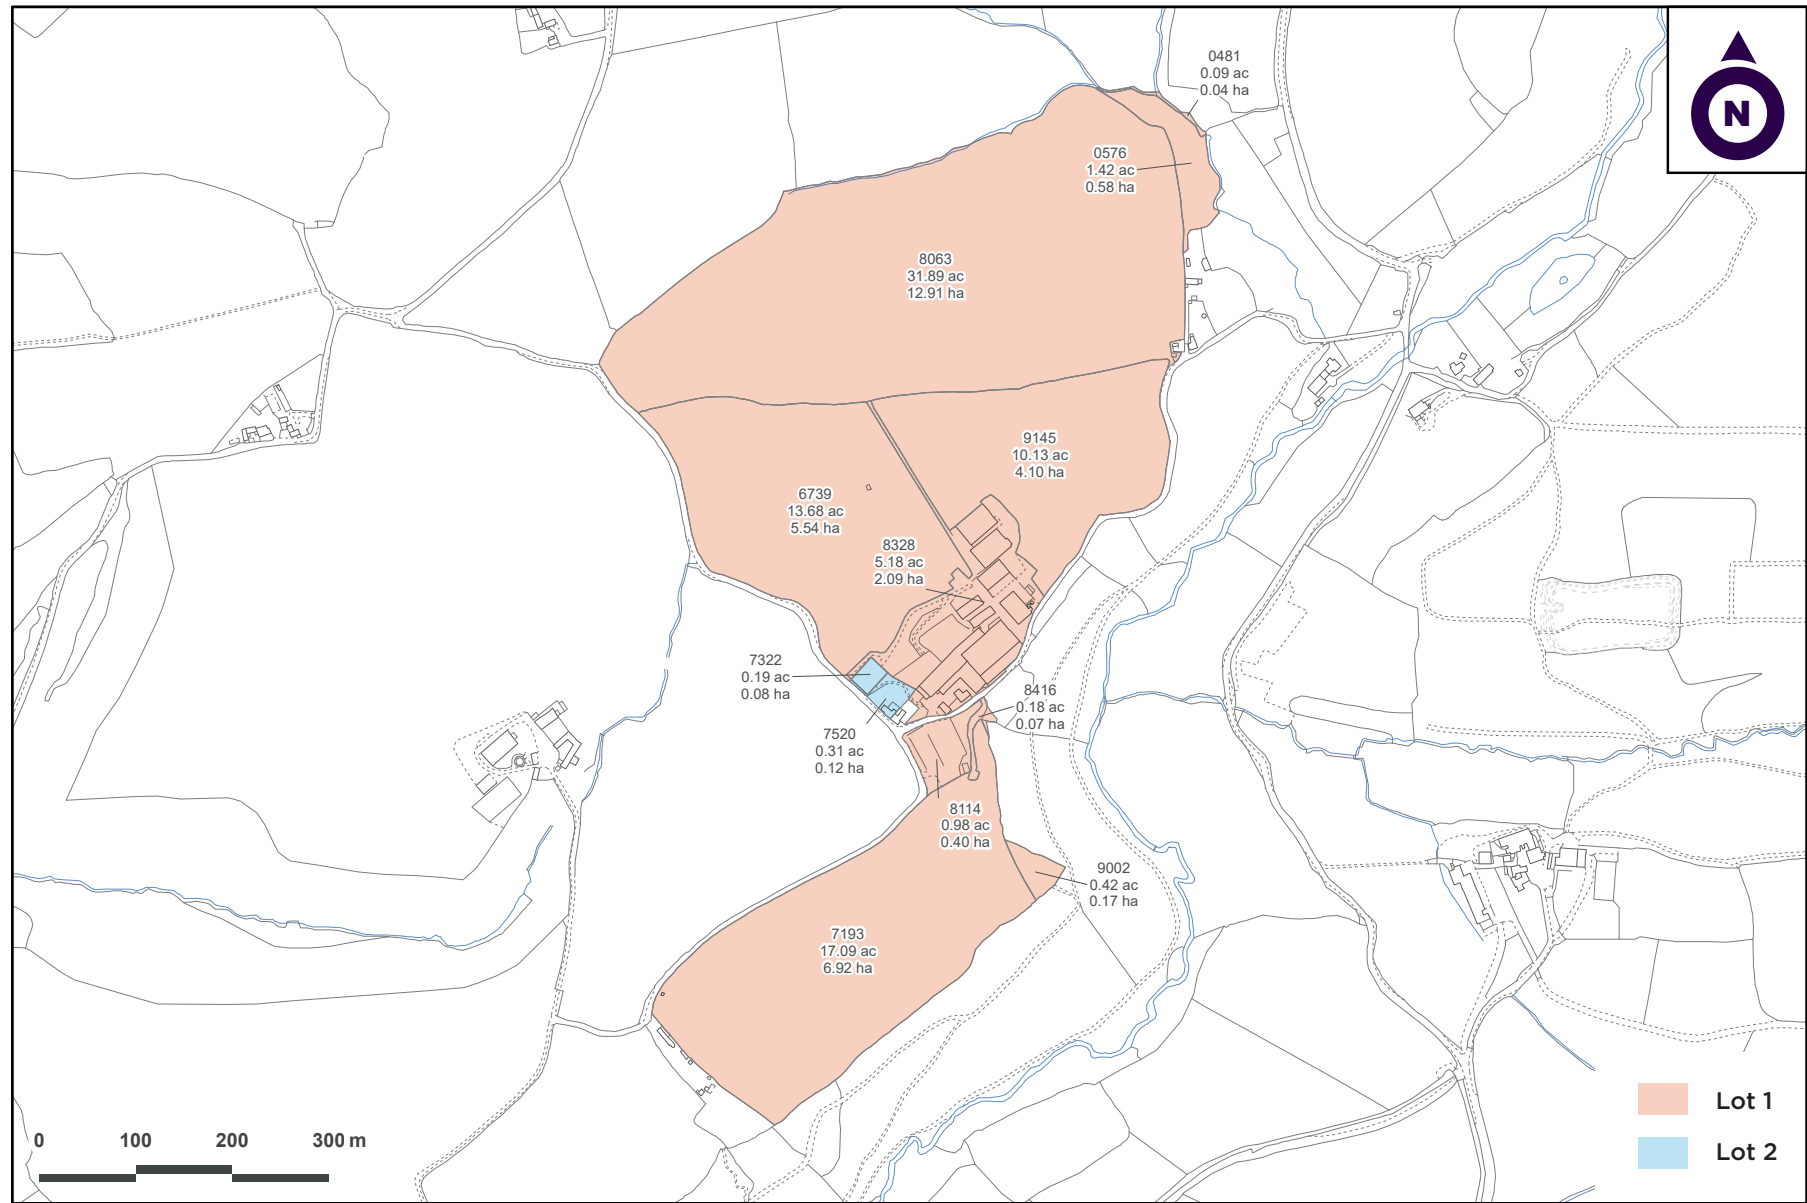 0481
0.09 ac
0.04 ha
N
0576
1.42 ac
0.58 ha
8063
31.89 ac
12.91 ha
9145
10.13 ac
4.10 ha
6739
13.68 ac
5.54 ha
8328
5.18 ac
2.09 ha
7322
0.19 ac
0.08 ha
8416
0.18 ac
0.07 ha
7520
0.31 ac
0.12 ha
8114
0.98 ac
0.40 ha
9002
0.42 ac
0.17 ha
7193
17.09 ac
6.92 ha
Lot 1
Lot 2
0 100 200 300 m